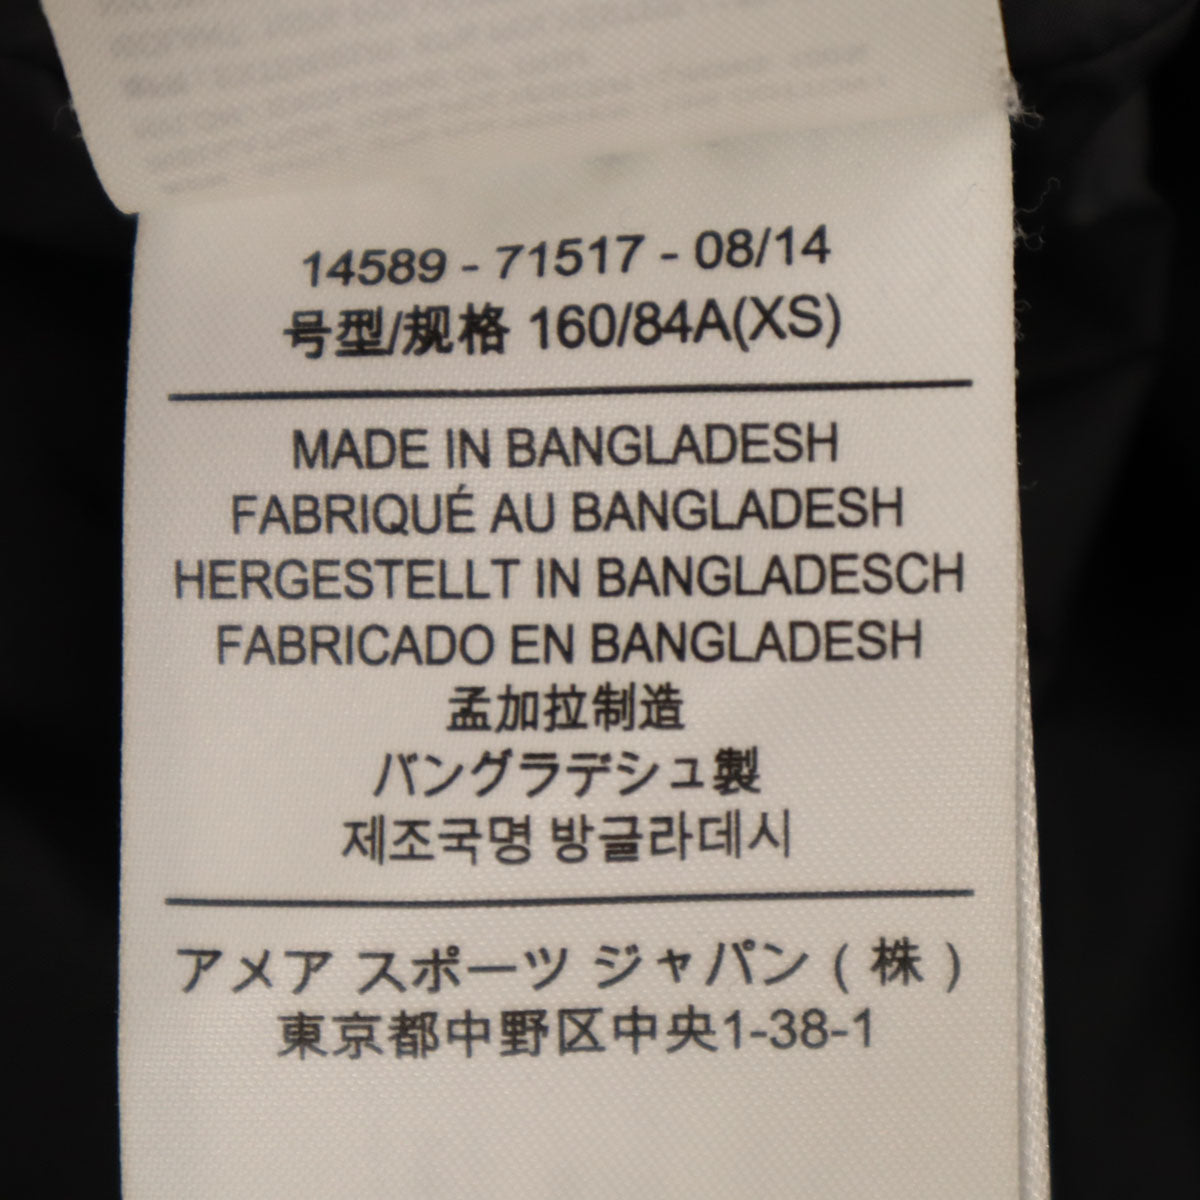 14589 - 71517 - 08/14
号型/规格 160/84A(XS)
MADE IN BANGLADESH
FABRIQUÉ AU BANGLADESH
HERGESTELLT IN BANGLADESCH
FABRICADO EN BANGLADESH
孟加拉制造
バングラデシュ製
제조국명 방글라데시
アメア スポーツ ジャパン ( 株 )
東京都中野区中央1-38-1